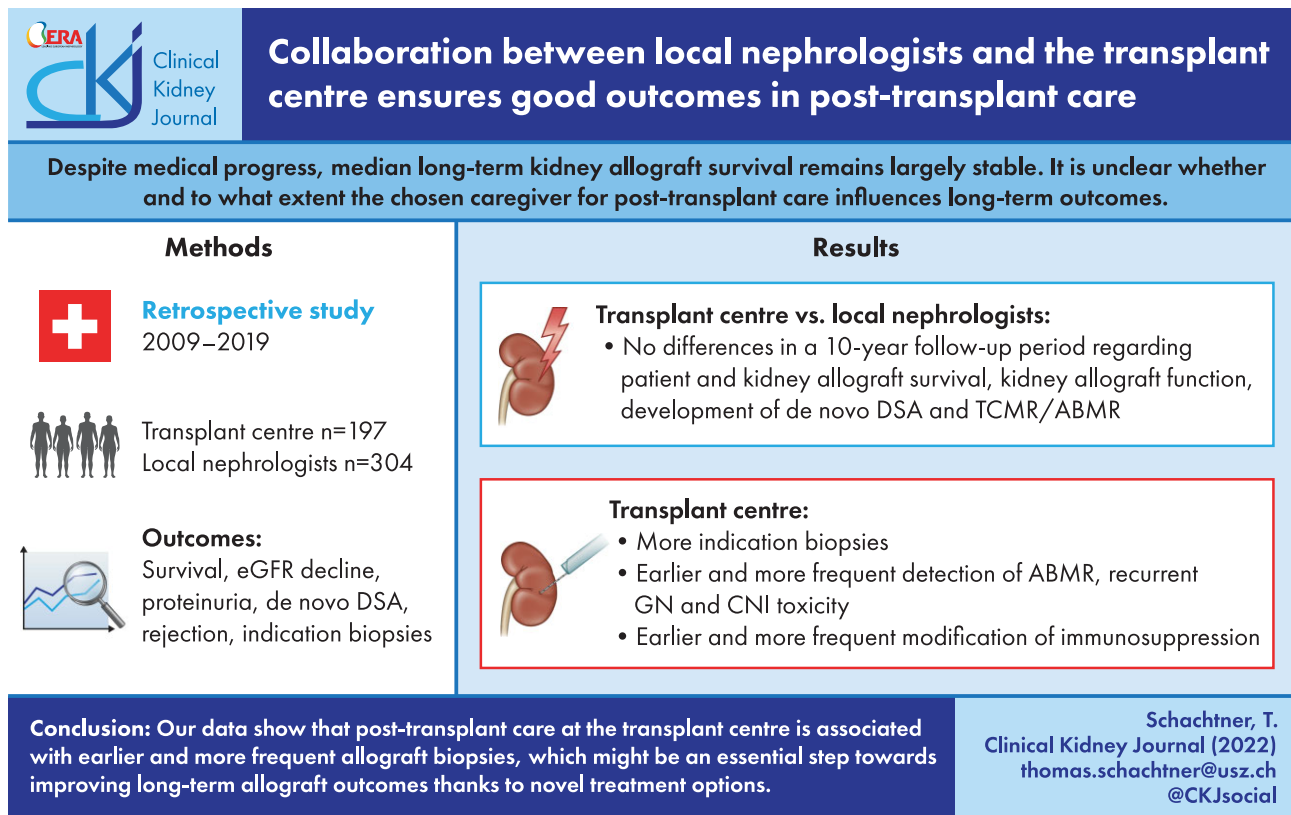 ERA
ckj
Clinical
Kidney
Journal
Collaboration between local nephrologists and the transplant
centre ensures good outcomes in post-transplant care
Despite medical progress, median long-term kidney allograft survival remains largely stable. It is unclear whether
and to what extent the chosen caregiver for post-transplant care influences long-term outcomes.
Methods
Retrospective study
2009–2019
Transplant centre n=197
Local nephrologists n=304
Outcomes:
Survival, eGFR decline,
proteinuria, de novo DSA,
rejection, indication biopsies
Results
Transplant centre vs. local nephrologists:
• No differences in a 10-year follow-up period regarding
patient and kidney allograft survival, kidney allograft function,
development of de novo DSA and TCMR/ABMR
Transplant centre:
• More indication biopsies
• Earlier and more frequent detection of ABMR, recurrent
GN and CNI toxicity
• Earlier and more frequent modification of immunosuppression
Conclusion: Our data show that post-transplant care at the transplant centre is associated
with earlier and more frequent allograft biopsies, which might be an essential step towards
improving long-term allograft outcomes thanks to novel treatment options.
Schachtner, T.
Clinical Kidney Journal (2022)
thomas.schachtner@usz.ch
@CKJsocial